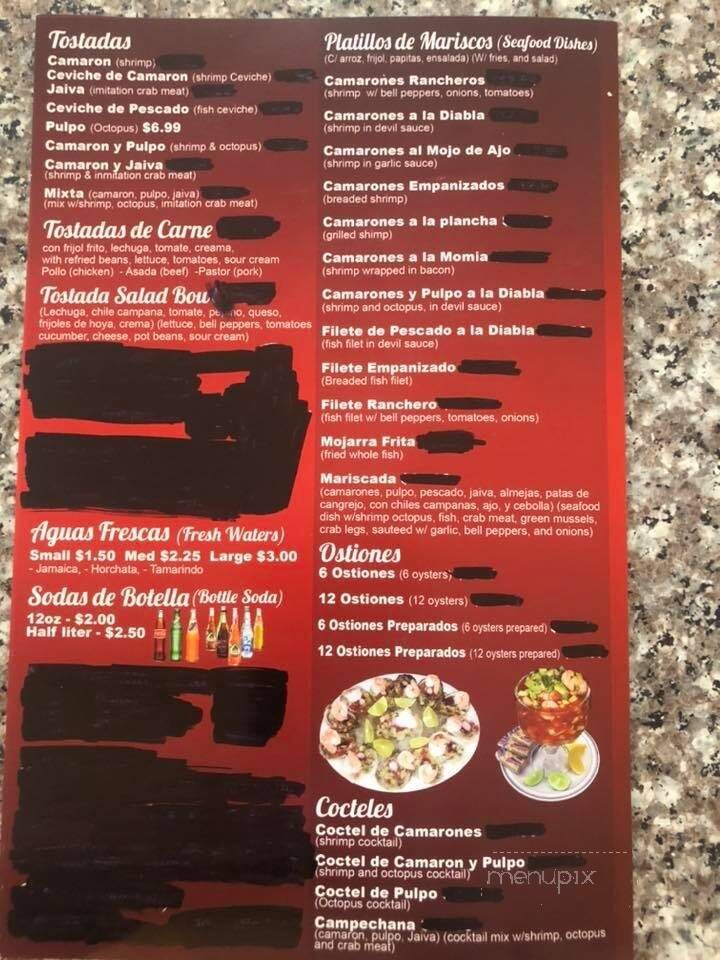 Tostadas
Camaron (shrimp)
Ceviche de Camaron (shrimp Ceviche)
Jaiva (imitation crab meat)
Ceviche de Pescado (fish ceviche)
Pulpo (Octopus) $6.99
Camaron y Pulpo (shrimp & octopus)
Camaron y Jaiva
(shrimp & inmitation crab meat)
Mixta (camaron, pulpo, jaiva)
(mix w/shrimp, octopus, imitation crab meat)
Tostadas de Carne
con frijol frito, lechuga, tomate, creama,
with refried beans, lettuce, tomatoes, sour cream
Pollo (chicken) - Asada (beef) -Pastor (pork)
Tostada Salad
(Lechuga, chile campana, tomate, queso,
frijoles de hoya, crema) (lettuce, bell peppers, tomatoes
cucumber, cheese, pot beans, sour cream)
Aguas Frescas (Fresh Waters)
Small $1.50 Med $2.25 Large $3.00
- Jamaica, - Horchata, - Tamarindo
Sodas de Botella (Bottle Soda)
12oz - $2.00
Half liter - $2.50
Platillos de Mariscos (Seafood Dishes)
(C/ arroz, frijol, papitas, ensalada) (W/ fries, and salad)
Camarones Rancheros
(shrimp w/ bell peppers, onions, tomatoes)
Camarones a la Diabla
(shrimp in devil sauce)
Camarones al Mojo de Ajo
(shrimp in garlic sauce)
Camarones Empanizados
(breaded shrimp)
Camarones a la plancha
(grilled shimp)
Camarones a la Momia
(shrimp wrapped in bacon)
Camarones y Pulpo a la Diabla
(shrimp and octopus, in devil sauce)
Filete de Pescado a la Diabla
(fish filet in devil sauce)
Filete Empanizado
(Breaded fish filet)
Filete Ranchero
(fish filet w/ bell peppers, tomatoes, onions)
Mojarra Frita
(fried whole fish)
Mariscada
(camarones, pulpo, pescado, jaiva, almejas, patas de
cangrejo, con chiles campanas, ajo, y cebolla) (seafood
dish w/shrimp octopus, fish, crab meat, green mussels,
crab legs, sauteed w/ garlic, bell peppers, and onions)
Ostiones
6 Ostiones (6 oysters)
12 Ostiones (12 oysters)
6 Ostiones Preparados (6 oysters prepared)
12 Ostiones Preparados (12 oysters prepared)
Cocteles
Coctel de Camarones
(shrimp cocktail)
Coctel de Camaron y Pulpo
(shrimp and octopus cocktail)
menupix
Coctel de Pulpo
(Octopus cocktail)
Campechana
(camaron, pulpo, Jaiva) (cocktail mix w/shrimp, octopus
and crab meat)